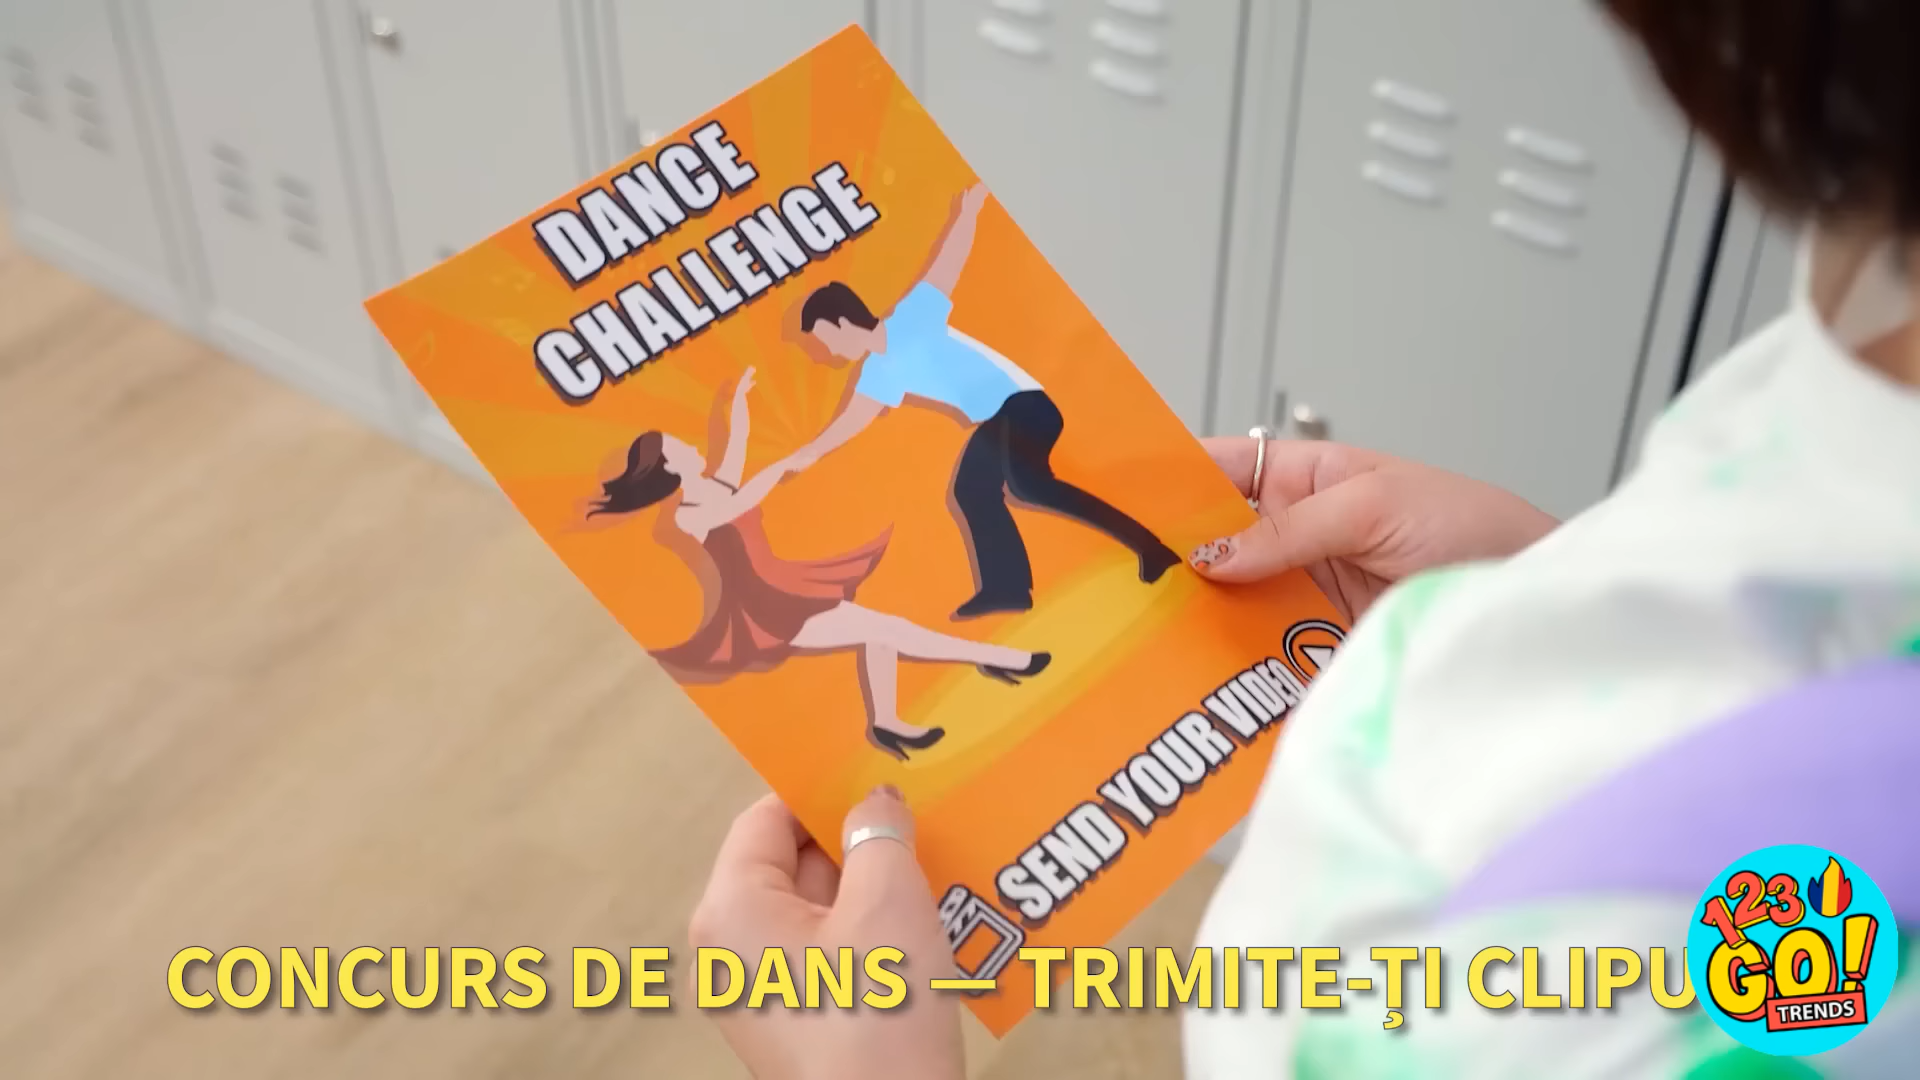 DANCE
CHALLENGE
SEND YOUR VIDEO
CONCURS DE DANS — TRIMITE-ȚI CLIPU
123
GO!
TRENDS